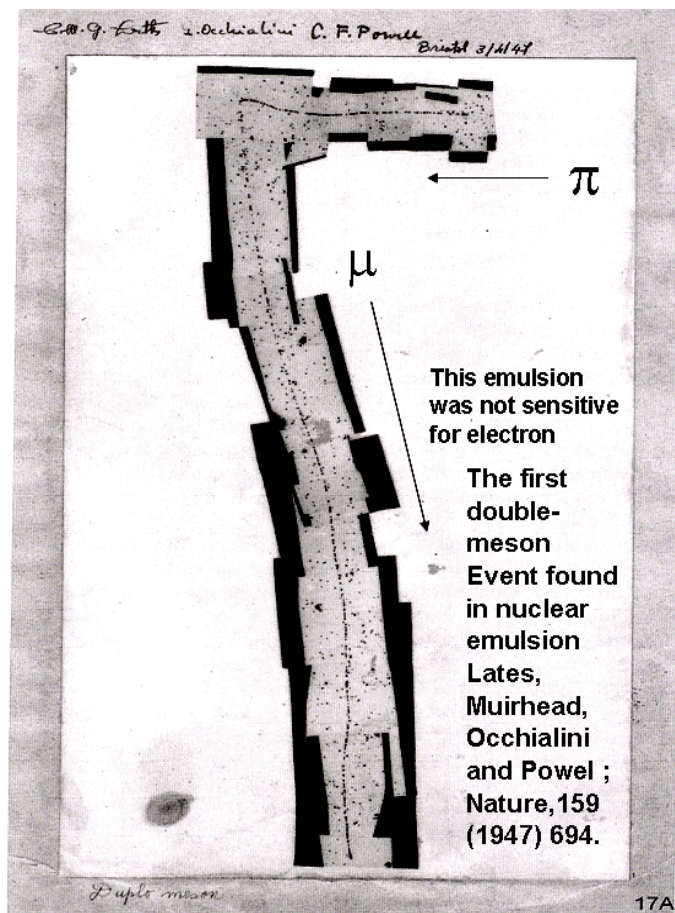 G. Occhialini C. F. Powell
Bristol 3/4/47
π
μ
This emulsion
was not sensitive
for electron
The first
double-
meson
Event found
in nuclear
emulsion
Lates,
Muirhead,
Occhialini
and Powel ;
Nature,159
(1947) 694.
Duplo meson
17A